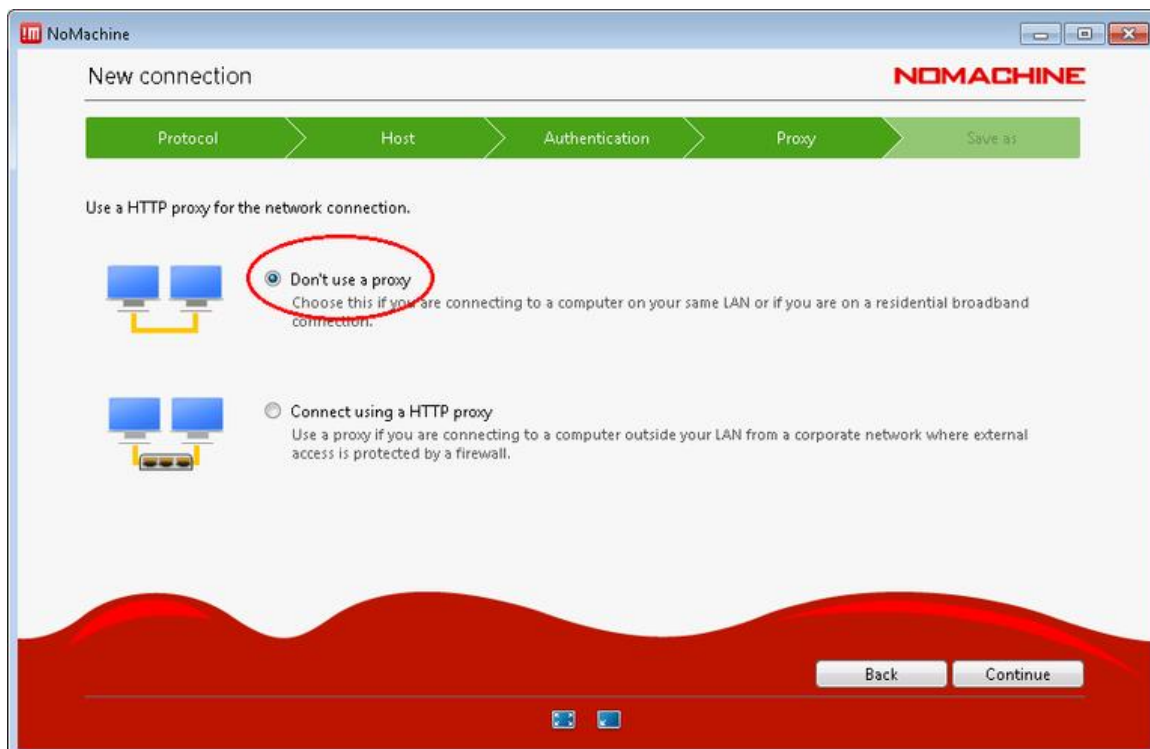 NoMachine
New connection
NOMACHINE
Protocol
Host
Authentication
Proxy
Save as
Use a HTTP proxy for the network connection.
Don't use a proxy
Choose this if you are connecting to a computer on your same LAN or if you are on a residential broadband
connection.
Connect using a HTTP proxy
Use a proxy if you are connecting to a computer outside your LAN from a corporate network where external
access is protected by a firewall.
Back
Continue